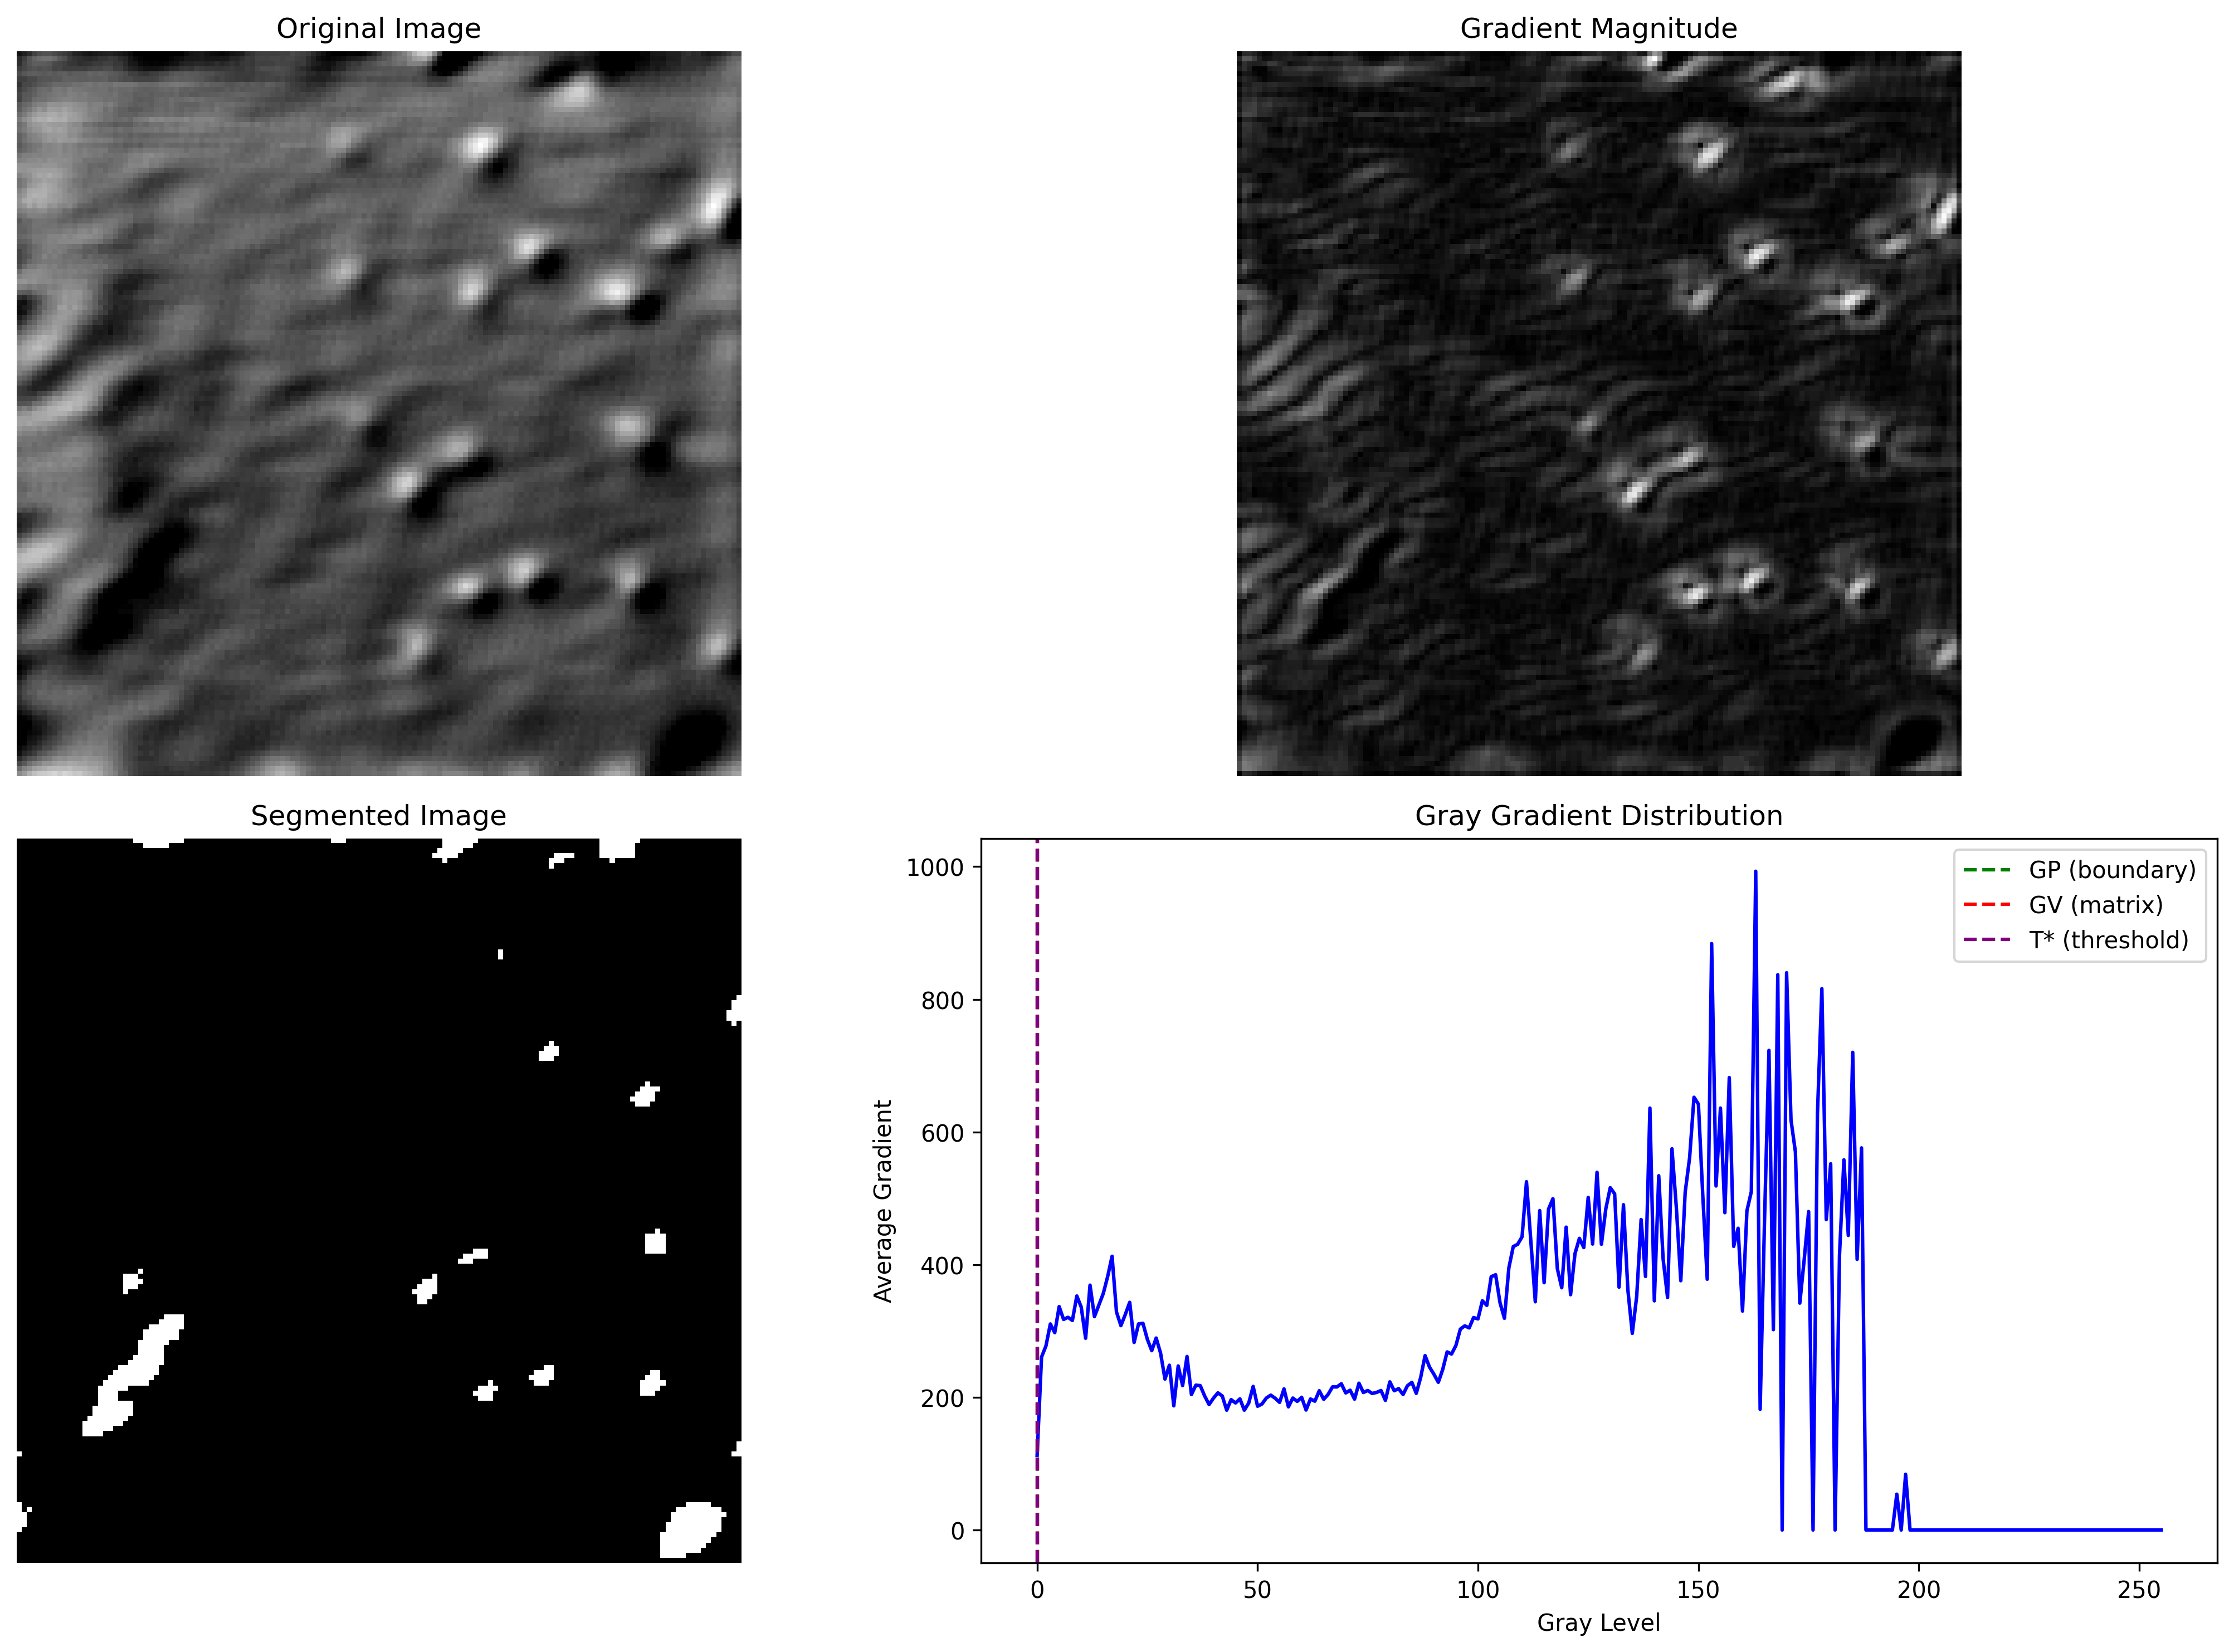 Original Image
Gradient Magnitude
Segmented Image
Gray Gradient Distribution
1000
800
600
400
200
0
Average Gradient
GP (boundary)
GV (matrix)
T* (threshold)
0
50
100
150
200
250
Gray Level